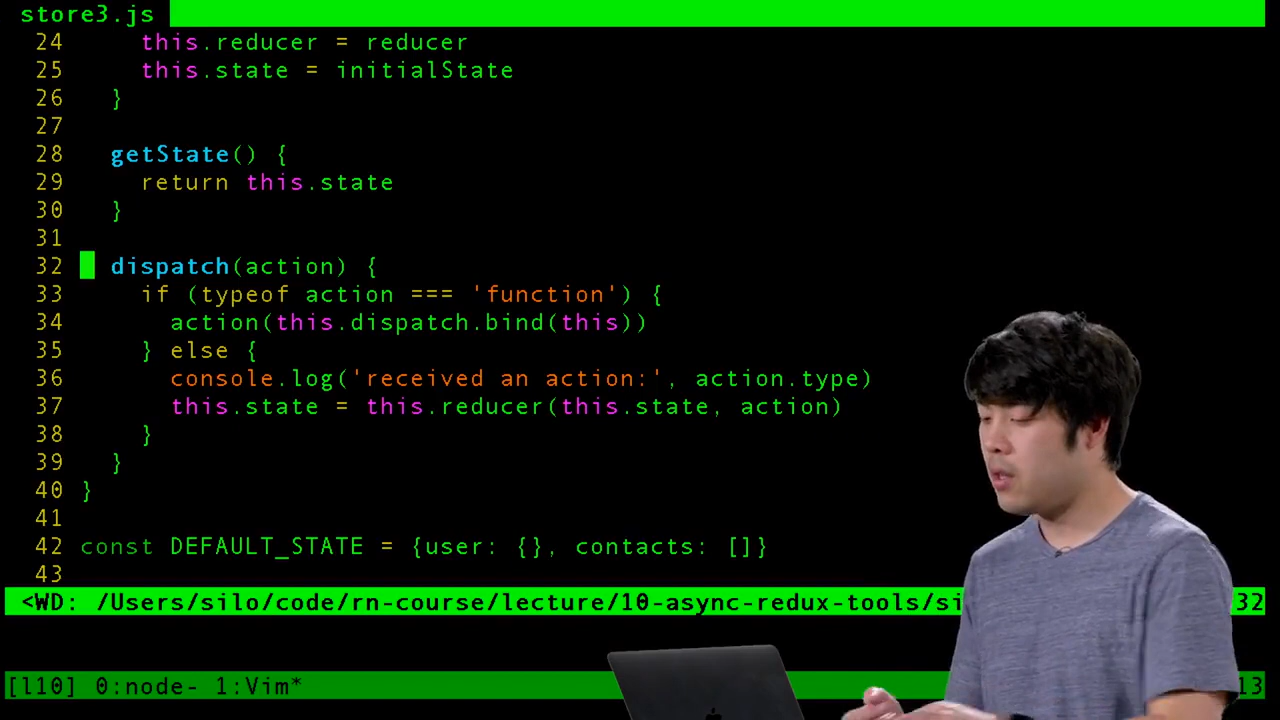 store3.js
24 this.reducer = reducer
25 this.state = initialState
26 }
27
28 getState() {
29 return this.state
30 }
31
32 dispatch(action) {
33 if (typeof action === 'function') {
34 action(this.dispatch.bind(this))
35 } else {
36 console.log('received an action:', action.type)
37 this.state = this.reducer(this.state, action)
38 }
39 }
40 }
41
42 const DEFAULT_STATE = {user: {}, contacts: []}
43
<WD: /Users/silo/code/rn-course/lecture/10-async-redux-tools/si 32
[l10] 0:node- 1:Vim* 13